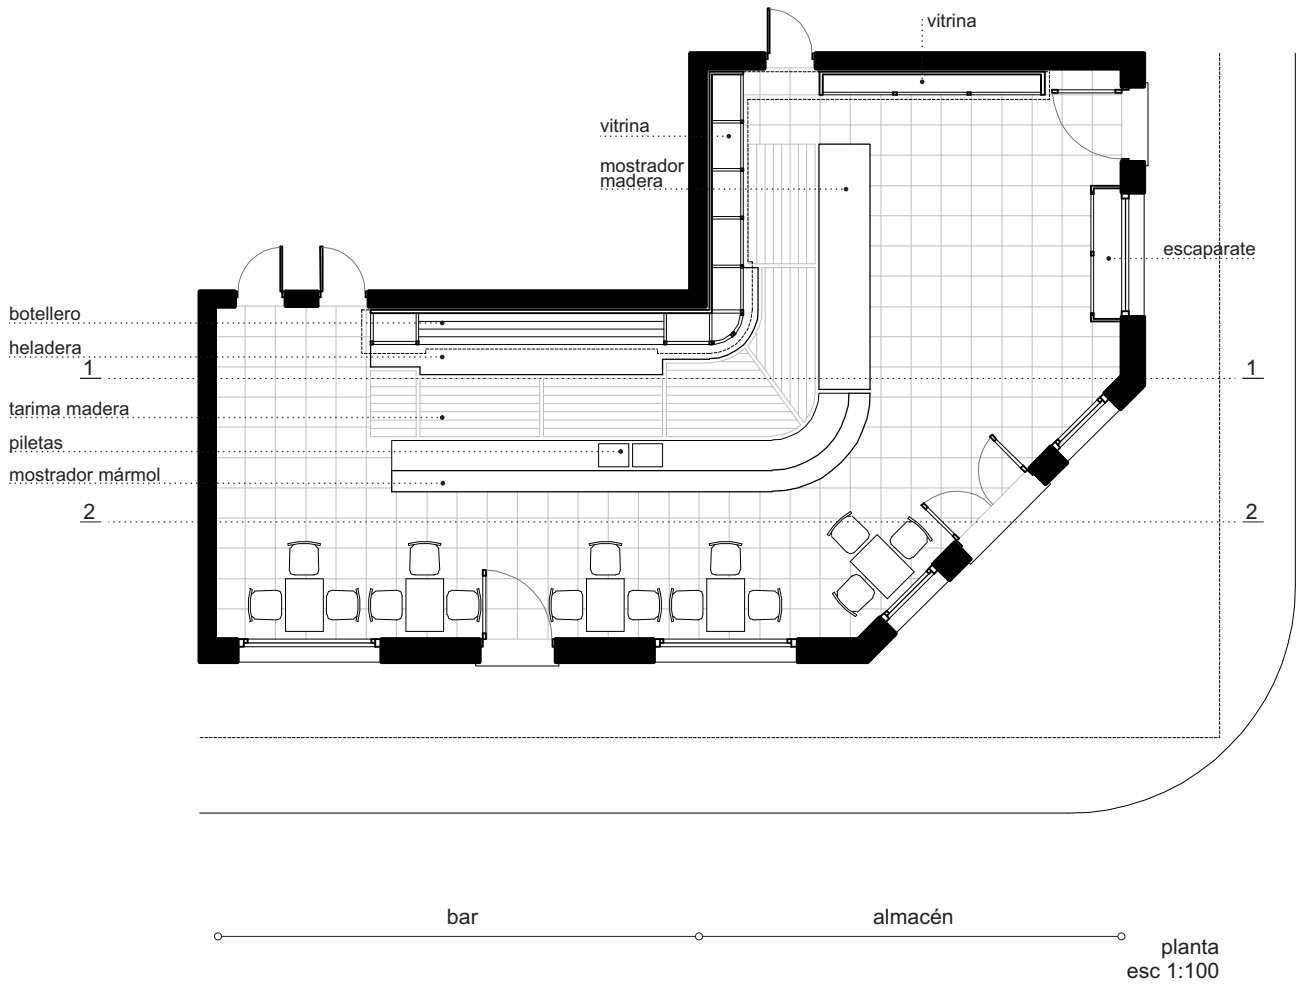 vitrina
vitrina
mostrador
madera
escaparate
botellero
heladera
1
1
tarima madera
piletas
mostrador mármol
2
2
bar
almacén
planta
esc 1:100